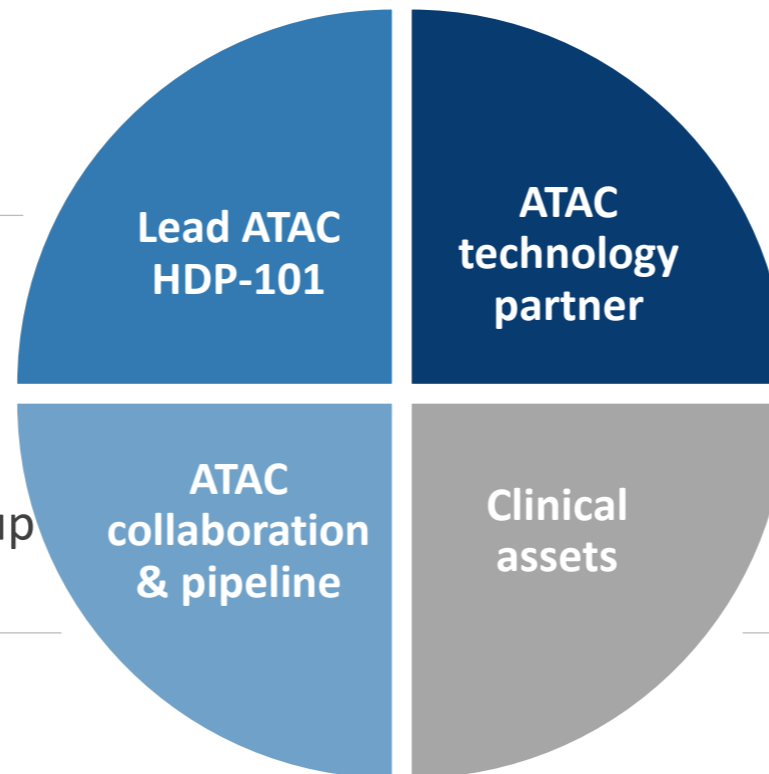 Lead ATAC
HDP-101
ATAC
technology
partner
ATAC
collaboration
& pipeline
Clinical
assets